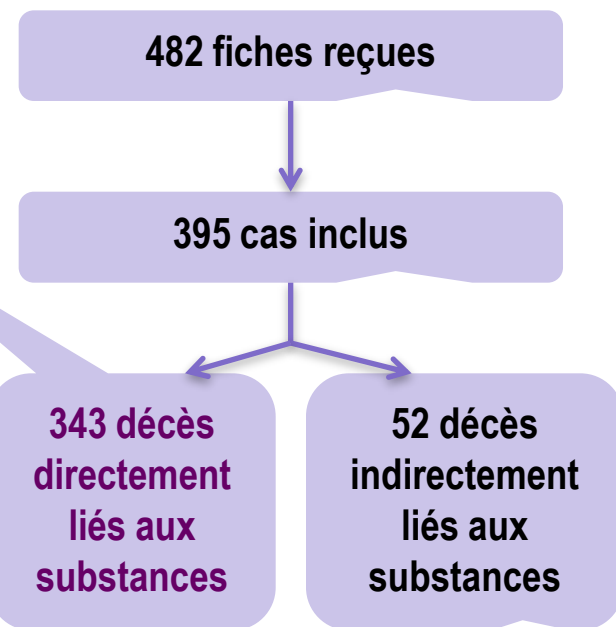 482 fiches reçues
395 cas inclus
343 décès
directement
liés aux
substances
52 décès
indirectement
liés aux
substances